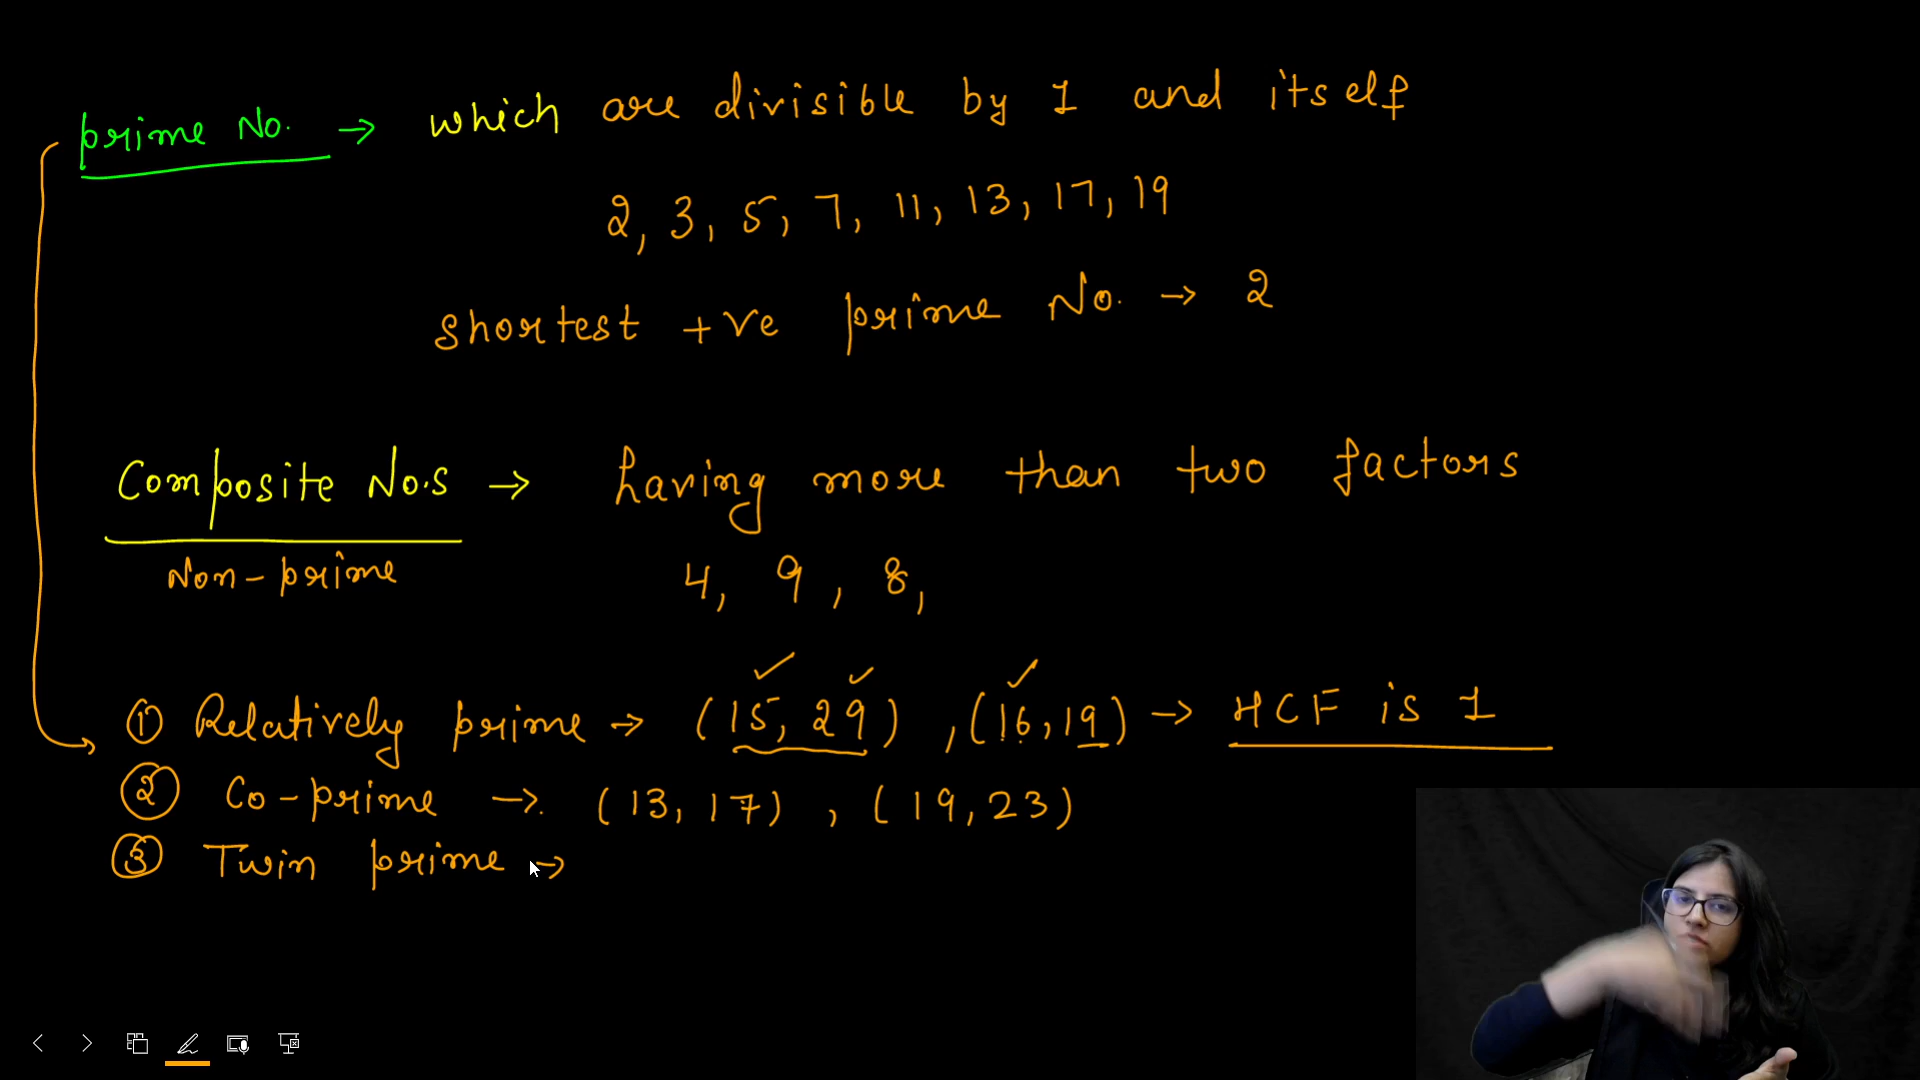 prime No. → which are divisible by 1 and itself
2, 3, 5, 7, 11, 13, 17, 19
shortest +ve prime No. → 2
Composite No.s → having more than two factors
Non-prime
4, 9, 8,
① Relatively prime → (15, 29), (16, 19) → HCF is 1
② Co-prime → (13, 17), (19, 23)
③ Twin prime →